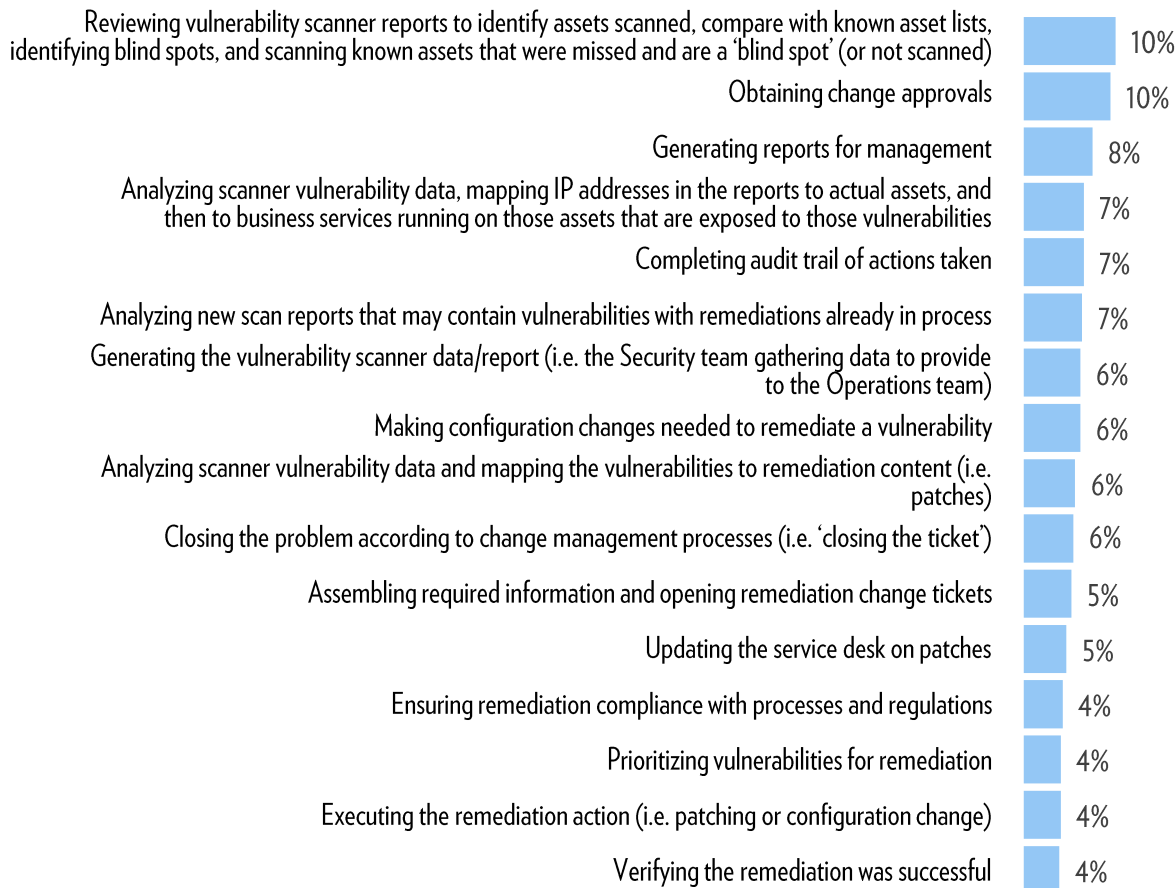 Reviewing vulnerability scanner reports to identify assets scanned, compare with known asset lists,
identifying blind spots, and scanning known assets that were missed and are a ‘blind spot’ (or not scanned)
10%
Obtaining change approvals
10%
Generating reports for management
8%
Analyzing scanner vulnerability data, mapping IP addresses in the reports to actual assets, and
then to business services running on those assets that are exposed to those vulnerabilities
7%
Completing audit trail of actions taken
7%
Analyzing new scan reports that may contain vulnerabilities with remediations already in process
7%
Generating the vulnerability scanner data/report (i.e. the Security team gathering data to provide
to the Operations team)
6%
Making configuration changes needed to remediate a vulnerability
6%
Analyzing scanner vulnerability data and mapping the vulnerabilities to remediation content (i.e.
patches)
6%
Closing the problem according to change management processes (i.e. ‘closing the ticket’)
6%
Assembling required information and opening remediation change tickets
5%
Updating the service desk on patches
5%
Ensuring remediation compliance with processes and regulations
4%
Prioritizing vulnerabilities for remediation
4%
Executing the remediation action (i.e. patching or configuration change)
4%
Verifying the remediation was successful
4%